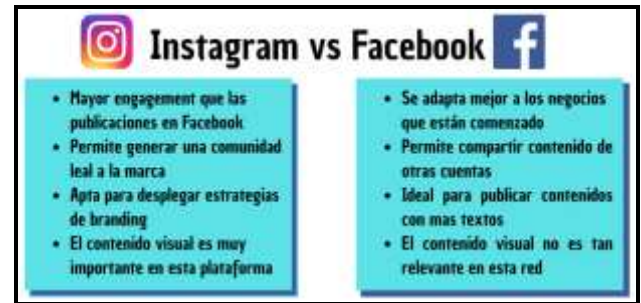 Instagram vs Facebook
• Mayor engagement que las
publicaciones en Facebook
• Permite generar una comunidad
leal a la marca
• Apta para desplegar estrategias
de branding
• El contenido visual es muy
importante en esta plataforma
• Se adapta mejor a los negocios
que están comenzado
• Permite compartir contenido de
otras cuentas
• Ideal para publicar contenidos
con mas textos
• El contenido visual no es tan
relevante en esta red